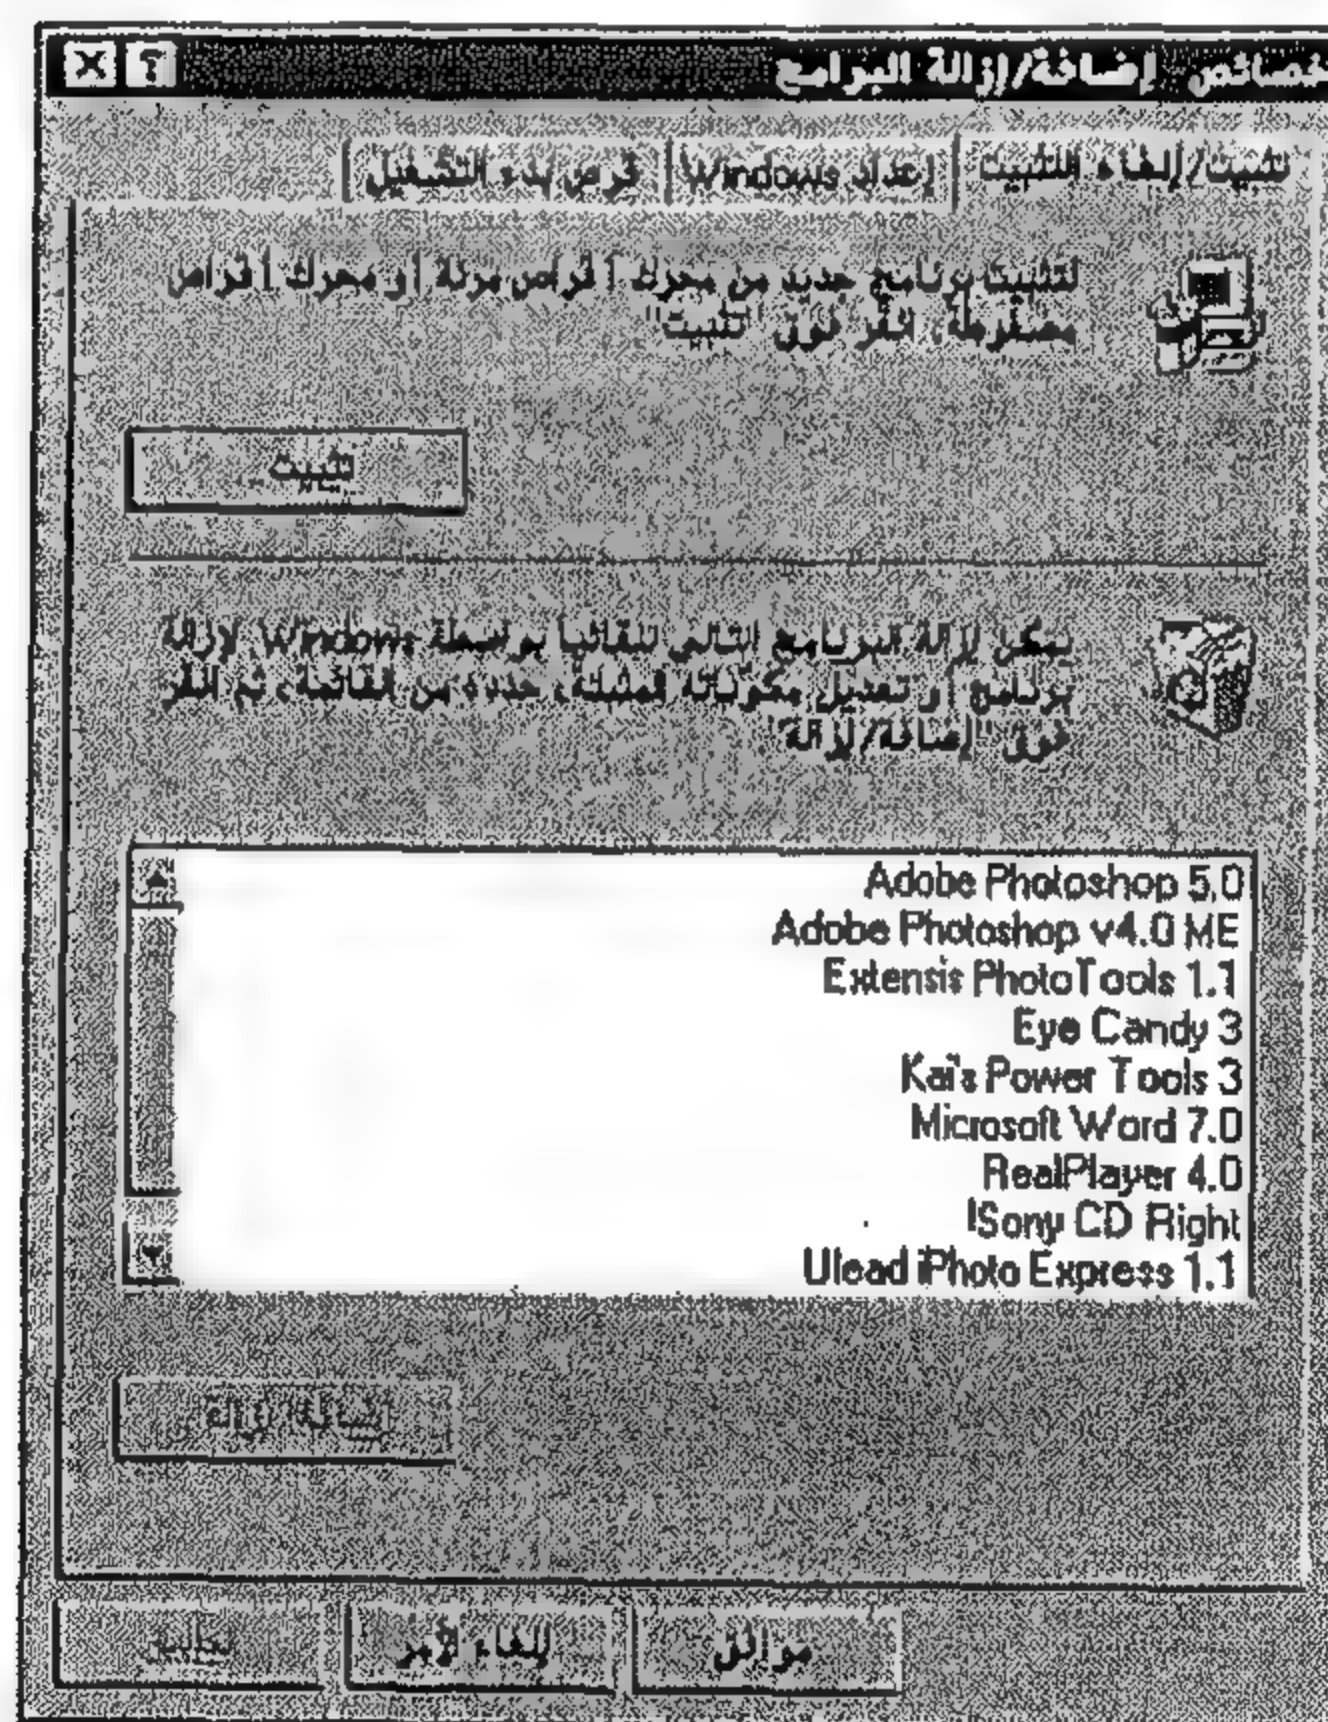 خصائص إضافة/إزالة البرامج
تثبيت/إلغاء التثبيت
إعداد Windows
قرص بدء التشغيل
لتثبيت برنامج جديد من محرك أقراص مرنة أو محرك أقراص
مضغوطة، انقر فوق "تثبيت"
تثبيت
يمكن إزالة البرنامج التالي تلقائيا بواسطة Windows. لإزالة
برنامج أو تعديل مكوناته المثبتة، حدده من القائمة، ثم انقر
فوق "إضافة/إزالة"
Adobe Photoshop 5.0
Adobe Photoshop v4.0 ME
Extensis PhotoTools 1.1
Eye Candy 3
Kai's Power Tools 3
Microsoft Word 7.0
RealPlayer 4.0
!Sony CD Right
Ulead iPhoto Express 1.1
إضافة/إزالة
موافق
إلغاء الأمر
تطبيق